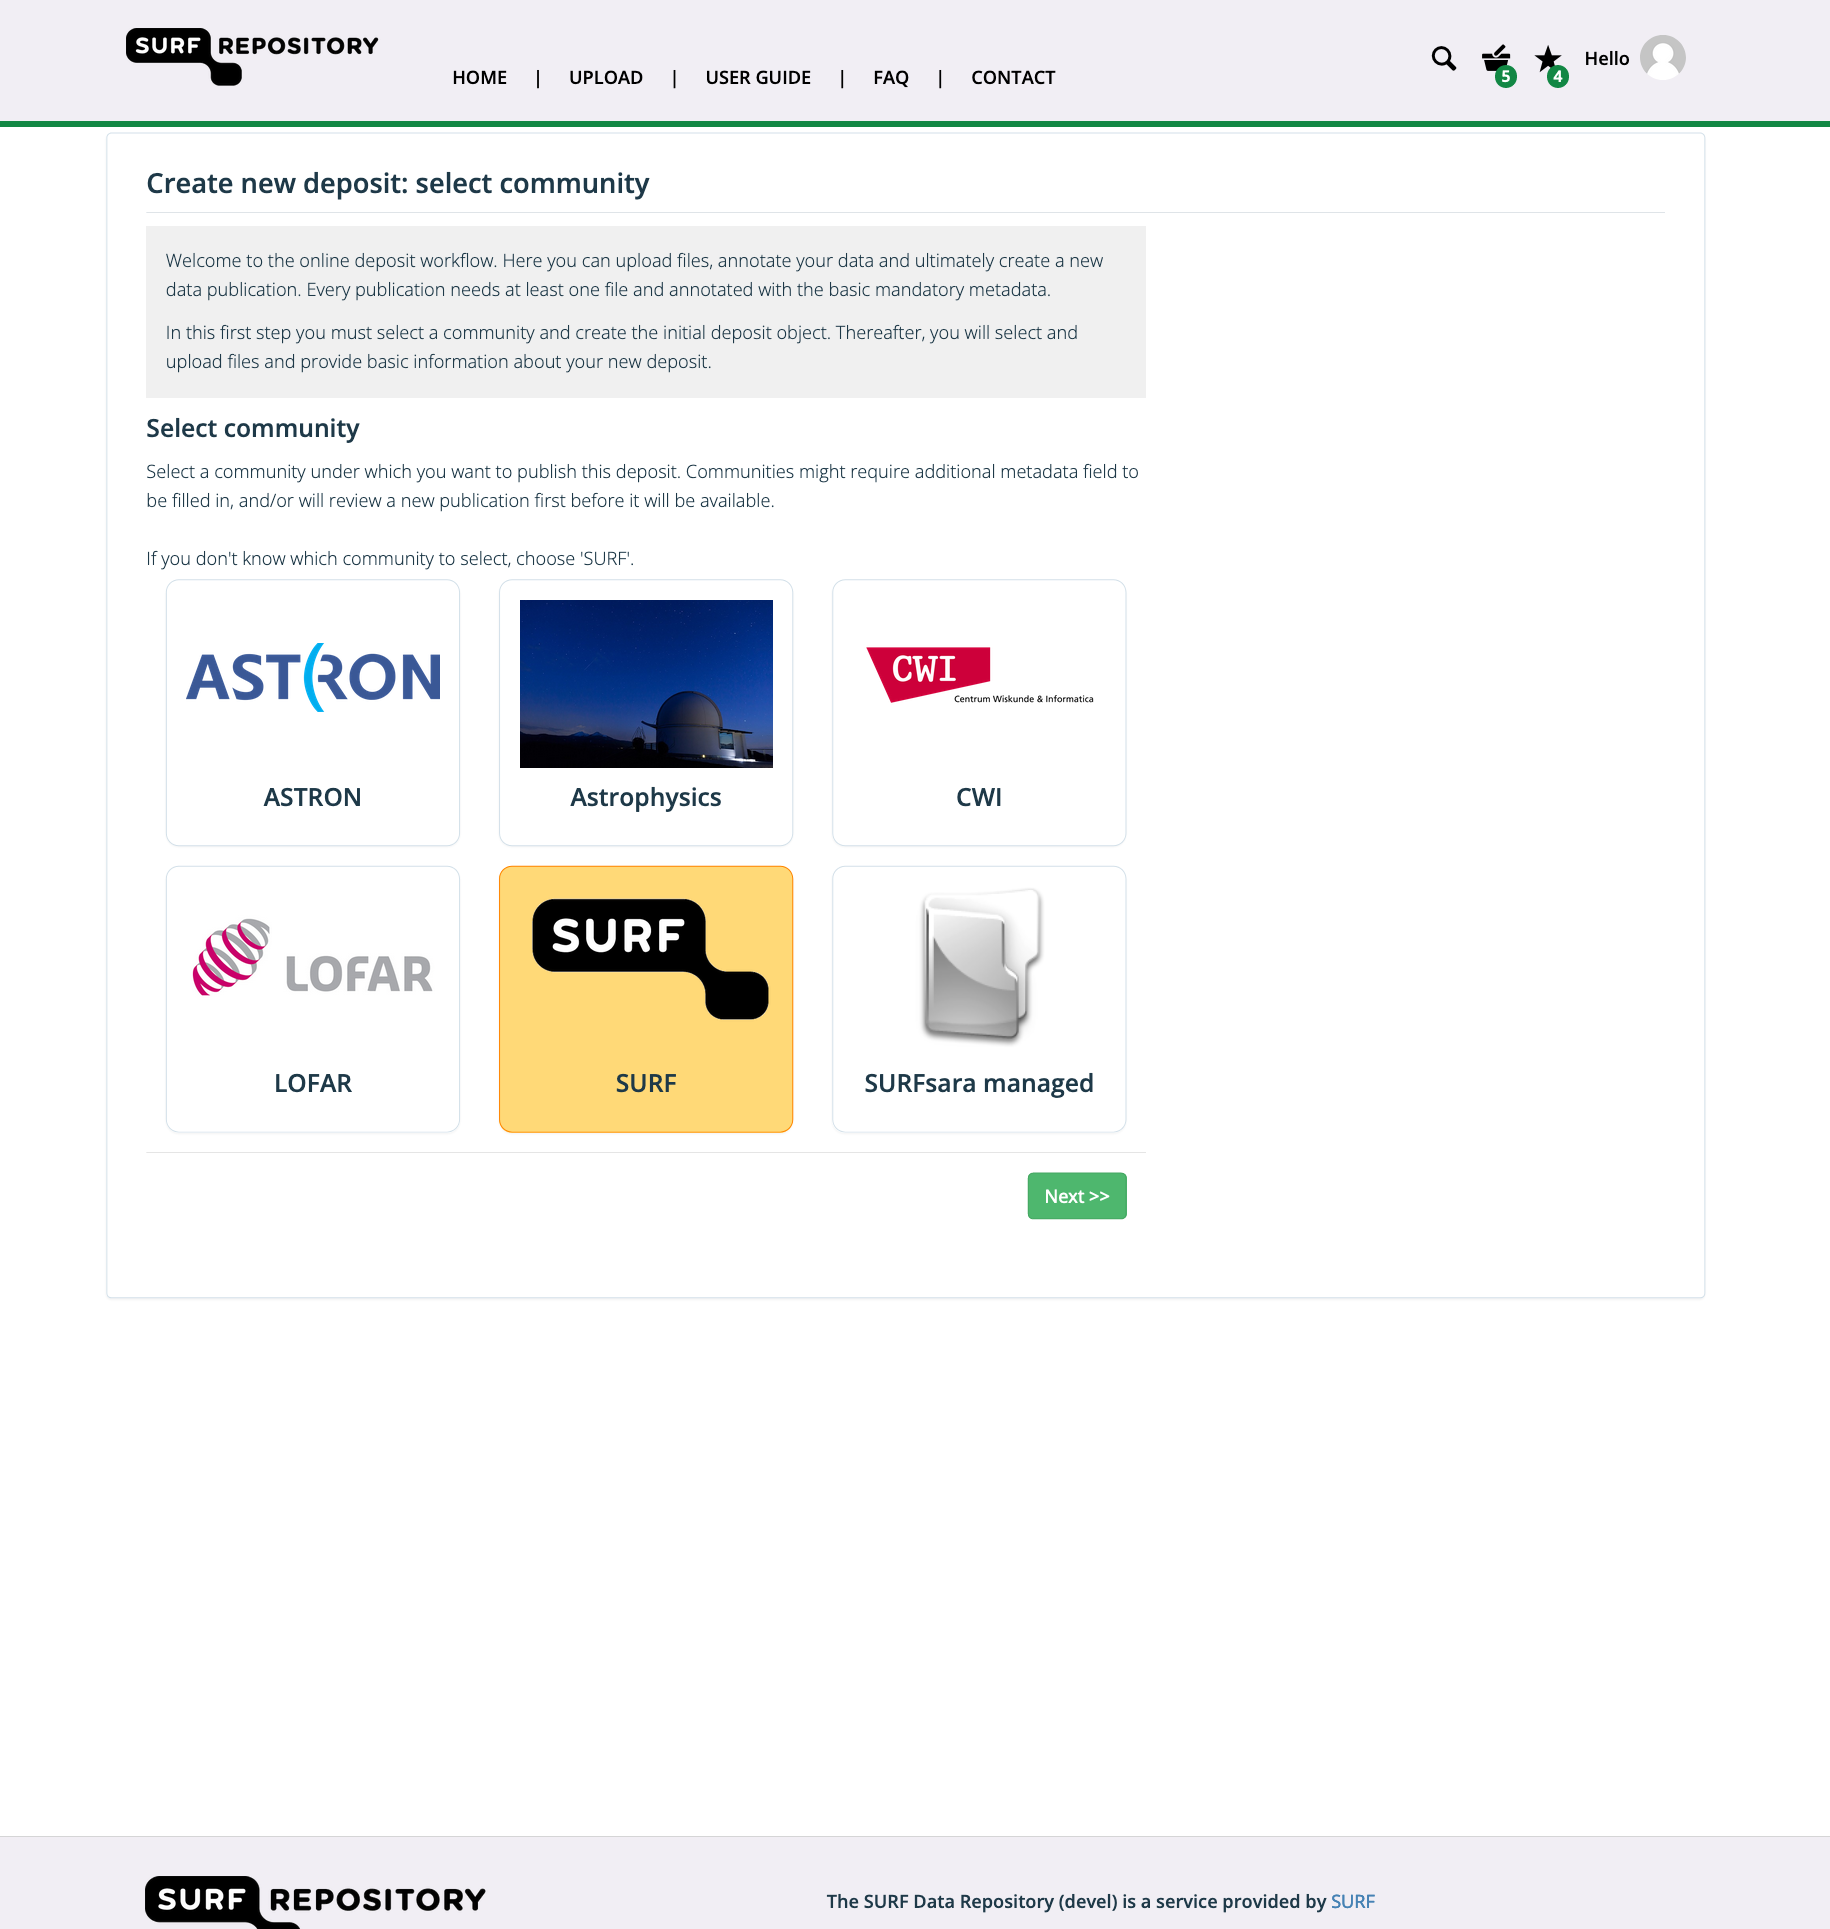 SURF REPOSITORY
HOME | UPLOAD | USER GUIDE | FAQ | CONTACT
5
4
Hello
Create new deposit: select community
Welcome to the online deposit workflow. Here you can upload files, annotate your data and ultimately create a new
data publication. Every publication needs at least one file and annotated with the basic mandatory metadata.
In this first step you must select a community and create the initial deposit object. Thereafter, you will select and
upload files and provide basic information about your new deposit.
Select community
Select a community under which you want to publish this deposit. Communities might require additional metadata field to
be filled in, and/or will review a new publication first before it will be available.
If you don't know which community to select, choose 'SURF'.
ASTRON
ASTRON
Astrophysics
CWI
Centrum Wiskunde & Informatica
CWI
LOFAR
LOFAR
SURF
SURF
SURFsara managed
Next >>
SURF REPOSITORY
The SURF Data Repository (devel) is a service provided by SURF